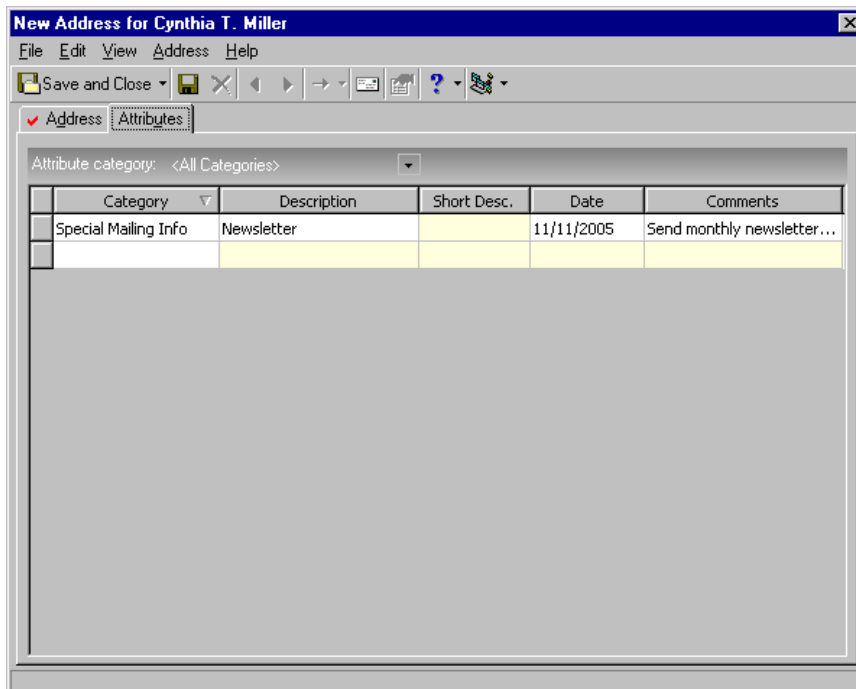 New Address for Cynthia T. Miller
File Edit View Address Help
Save and Close
Address Attributes
Attribute category: <All Categories>
Category Description Short Desc. Date Comments
Special Mailing Info Newsletter 11/11/2005 Send monthly newsletter...